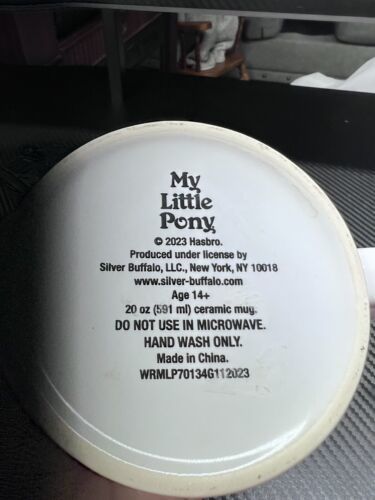 My
Little
Pony
© 2023 Hasbro.
Produced under license by
Silver Buffalo, LLC., New York, NY 10018
www.silver-buffalo.com
Age 14+
20 oz (591 ml) ceramic mug.
DO NOT USE IN MICROWAVE.
HAND WASH ONLY.
Made in China.
WRMLP70134G112023